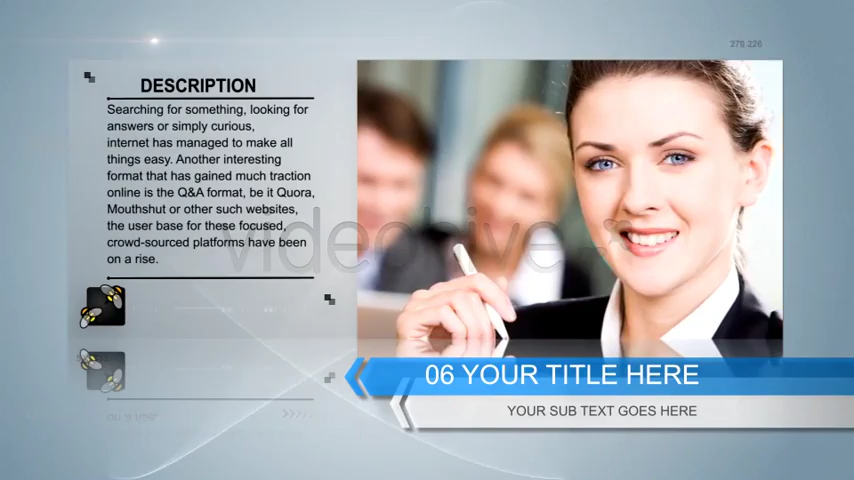 279.226
DESCRIPTION
Searching for something, looking for
answers or simply curious,
internet has managed to make all
things easy. Another interesting
format that has gained much traction
online is the Q&A format, be it Quora,
Mouthshut or other such websites,
the user base for these focused,
crowd-sourced platforms have been
on a rise.
videohive
06 YOUR TITLE HERE
YOUR SUB TEXT GOES HERE